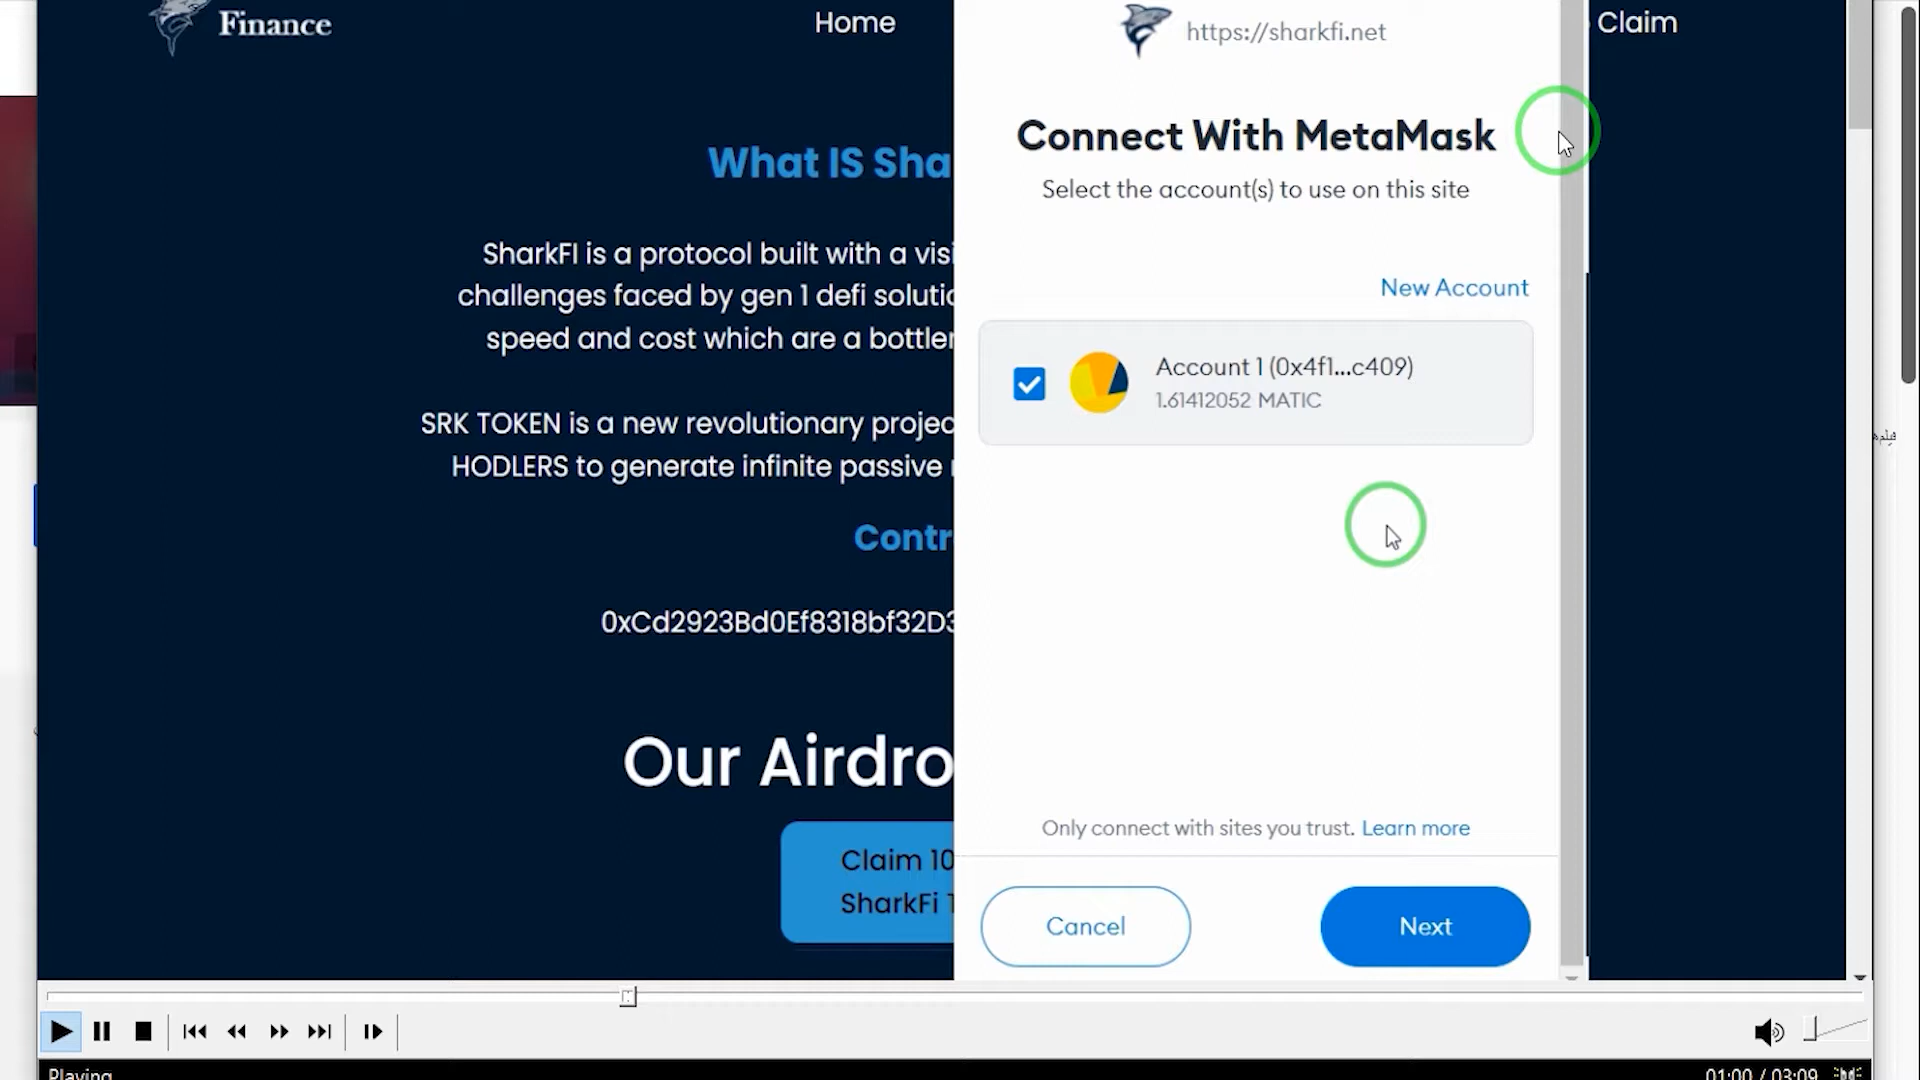 Finance
Home
Claim
https://sharkfi.net
Connect With MetaMask
Select the account(s) to use on this site
New Account
Account 1 (0x4f1...c409)
1.61412052 MATIC
Only connect with sites you trust. Learn more
Cancel
Next
What IS Sha
SharkFI is a protocol built with a visi
challenges faced by gen 1 defi solutio
speed and cost which are a bottler
SRK TOKEN is a new revolutionary projec
HODLERS to generate infinite passive
Contr
0xCd2923Bd0Ef8318bf32D3
Our Airdro
Claim 10
SharkFi 1
فیلم‌ه
Playing
01:00 / 03:09